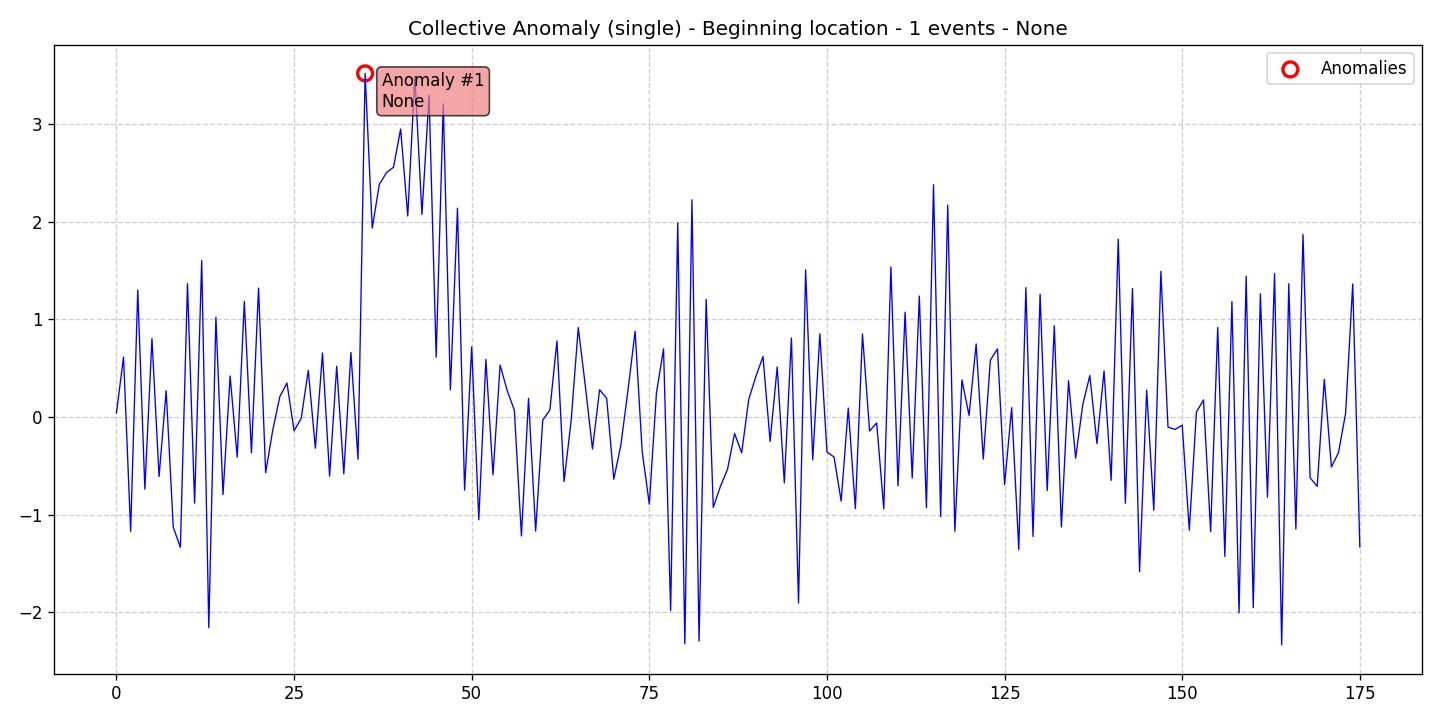 Collective Anomaly (single) - Beginning location - 1 events - None
Anomalies
Anomaly #1
None
3
2
1
0
−1
−2
0 25 50 75 100 125 150 175